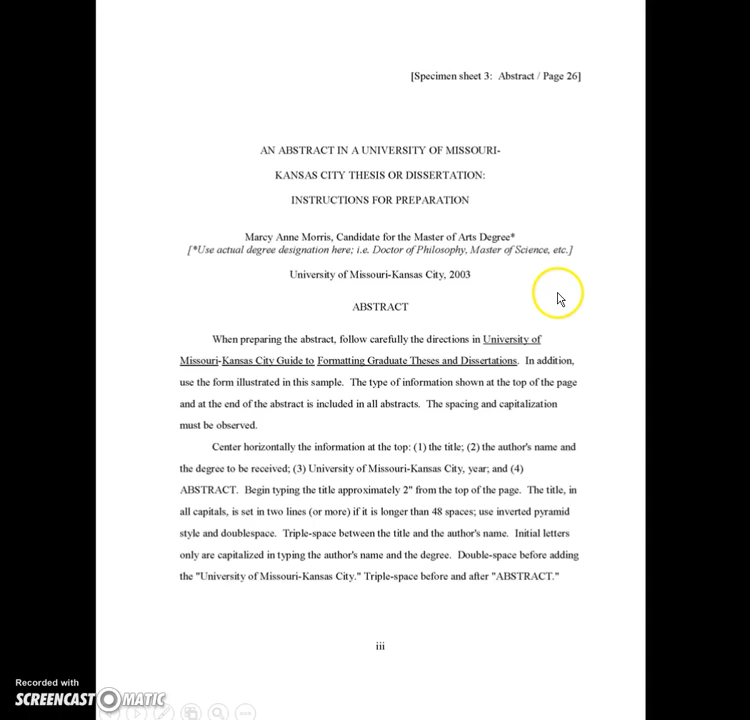 [Specimen sheet 3: Abstract / Page 26]
AN ABSTRACT IN A UNIVERSITY OF MISSOURI-
KANSAS CITY THESIS OR DISSERTATION:
INSTRUCTIONS FOR PREPARATION
Marcy Anne Morris, Candidate for the Master of Arts Degree*
[*Use actual degree designation here; i.e. Doctor of Philosophy, Master of Science, etc.]
University of Missouri-Kansas City, 2003
ABSTRACT
When preparing the abstract, follow carefully the directions in University of
Missouri-Kansas City Guide to Formatting Graduate Theses and Dissertations. In addition,
use the form illustrated in this sample. The type of information shown at the top of the page
and at the end of the abstract is included in all abstracts. The spacing and capitalization
must be observed.
Center horizontally the information at the top: (1) the title; (2) the author's name and
the degree to be received; (3) University of Missouri-Kansas City, year; and (4)
ABSTRACT. Begin typing the title approximately 2" from the top of the page. The title, in
all capitals, is set in two lines (or more) if it is longer than 48 spaces; use inverted pyramid
style and doublespace. Triple-space between the title and the author's name. Initial letters
only are capitalized in typing the author's name and the degree. Double-space before adding
the "University of Missouri-Kansas City." Triple-space before and after "ABSTRACT."
iii
Recorded with
SCREENCAST-O-MATIC